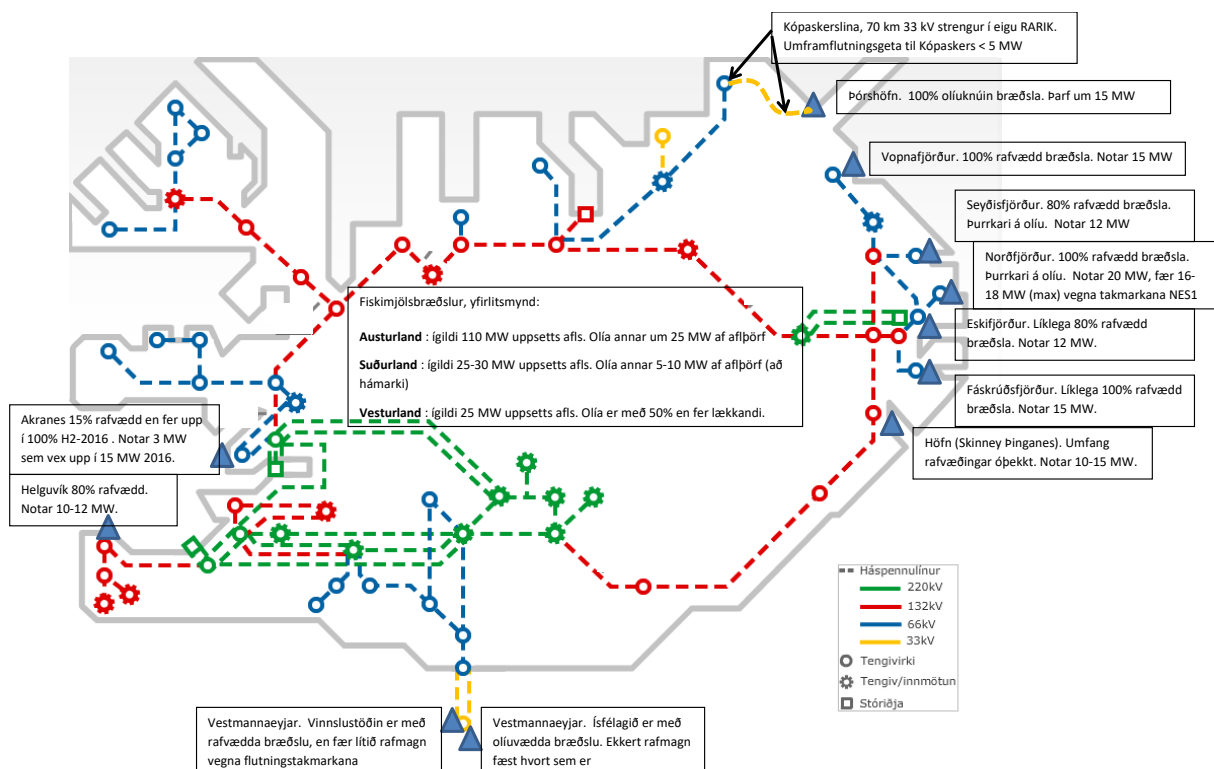 Kópaskerslina, 70 km 33 kV strengur í eigu RARIK.
Umframflutningsgeta til Kópaskers < 5 MW
Þórshöfn. 100% olíuknúin bræðsla. Þarf um 15 MW
Vopnafjörður. 100% rafvædd bræðsla. Notar 15 MW
Seyðisfjörður. 80% rafvædd bræðsla.
Þurrkari á olíu. Notar 12 MW
Norðfjörður. 100% rafvædd bræðsla.
Þurrkari á olíu. Notar 20 MW, fær 16-
18 MW (max) vegna takmarkana NES1
Eskifjörður. Líklega 80% rafvædd
bræðsla. Notar 12 MW.
Fáskrúðsfjörður. Líklega 100% rafvædd
bræðsla. Notar 15 MW.
Höfn (Skinney Þinganes). Umfang
rafvæðingar óþekkt. Notar 10-15 MW.
Fiskimjölsbræðslur, yfirlitsmynd:
Austurland : ígildi 110 MW uppsetts afls. Olía annar um 25 MW af aflþörf
Suðurland : ígildi 25-30 MW uppsetts afls. Olía annar 5-10 MW af aflþörf (að
hámarki)
Vesturland : ígildi 25 MW uppsetts afls. Olía er með 50% en fer lækkandi.
Akranes 15% rafvædd en fer upp
í 100% H2-2016 . Notar 3 MW
sem vex upp í 15 MW 2016.
Helguvík 80% rafvædd.
Notar 10-12 MW.
Háspennulínur
220kV
132kV
66kV
33kV
Tengivirki
Tengiv/innmötun
Stóriðja
Vestmannaeyjar. Vinnslustöðin er með
rafvædda bræðslu, en fær lítið rafmagn
vegna flutningstakmarkana
Vestmannaeyjar. Ísfélagið er með
olíuvædda bræðslu. Ekkert rafmagn
fæst hvort sem er